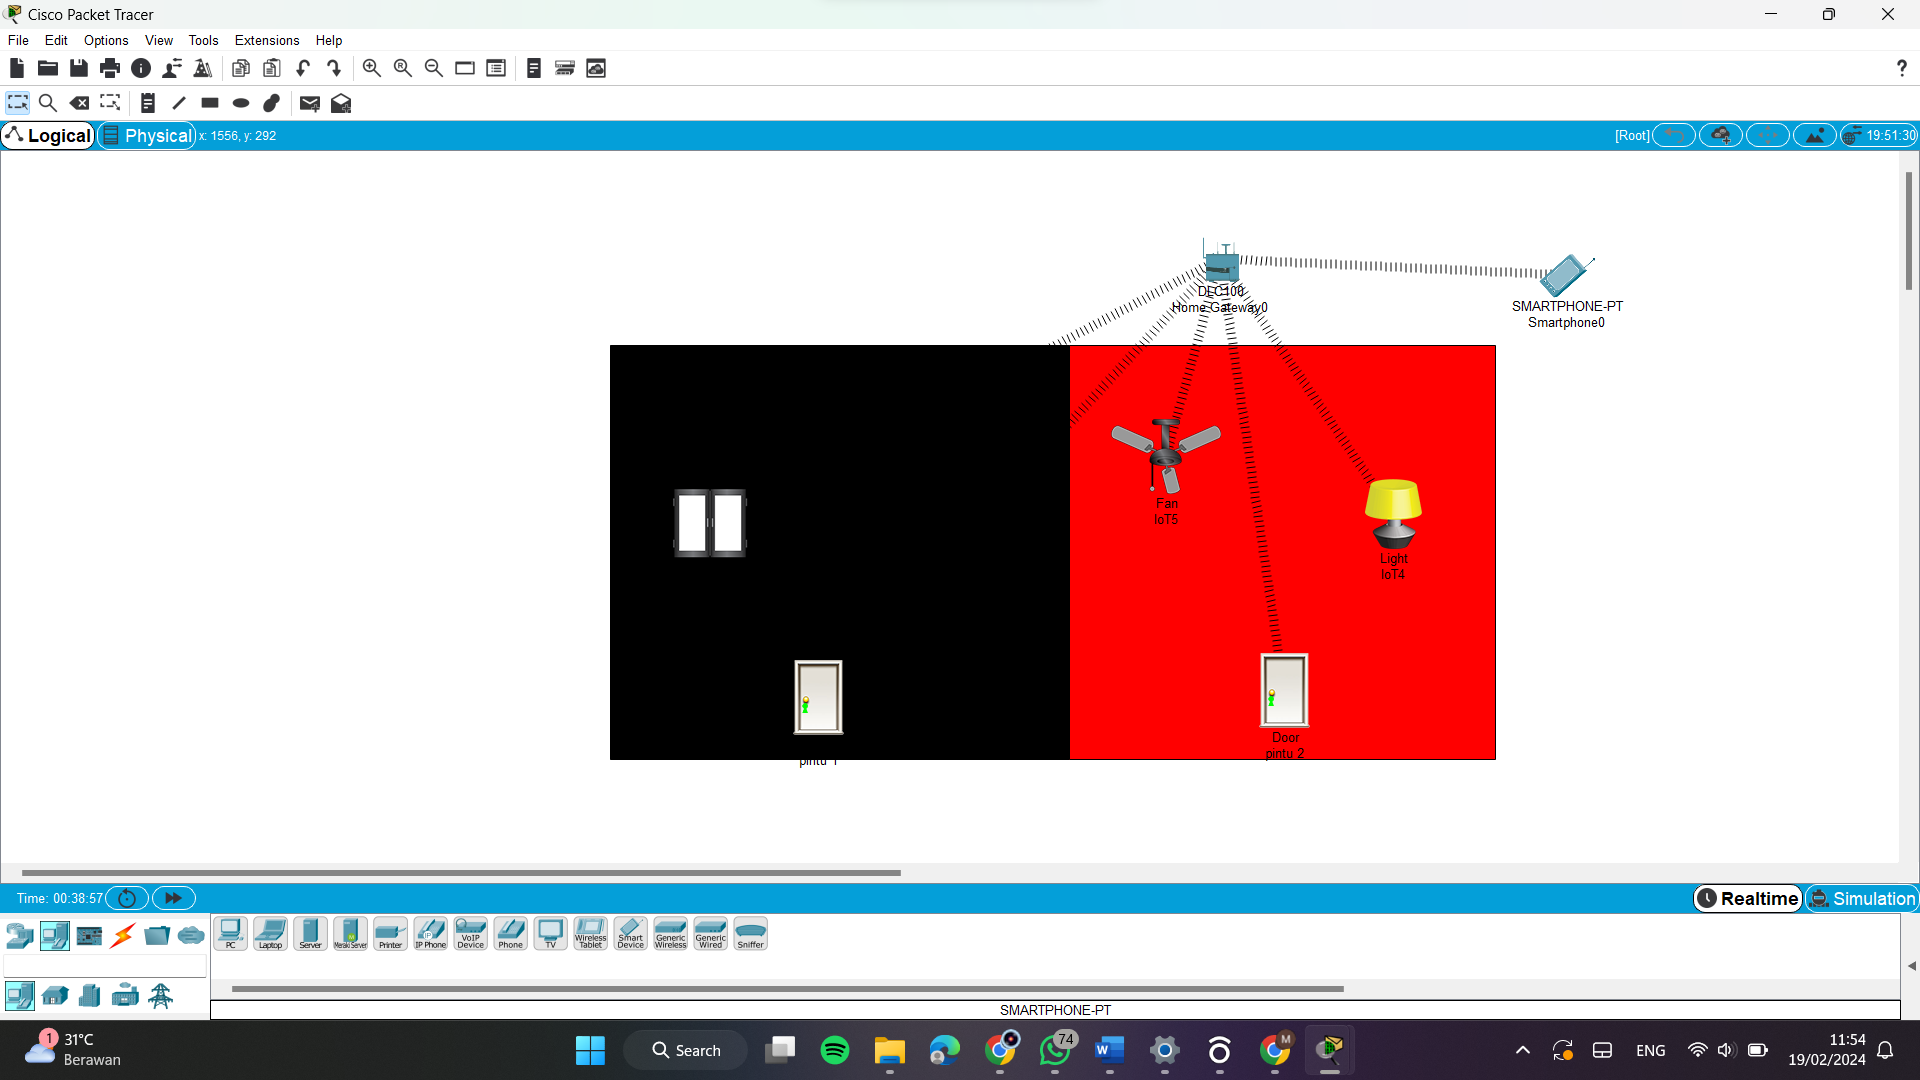 Cisco Packet Tracer
File Edit Options View Tools Extensions Help
?
Logical Physical x: 1556, y: 292 [Root] 19:51:30
DLC100
Home Gateway0
SMARTPHONE-PT
Smartphone0
Fan
IoT5
Light
IoT4
Door
pintu 2
pintu 1
Time: 00:38:57 Realtime Simulation
PC Laptop Server Meraki Server Printer IP Phone VoIP Device Phone TV Wireless Tablet Smart Device Generic Wireless Generic Wired Sniffer
SMARTPHONE-PT
1 31°C
Berawan
Search
74
M
ENG
11:54
19/02/2024